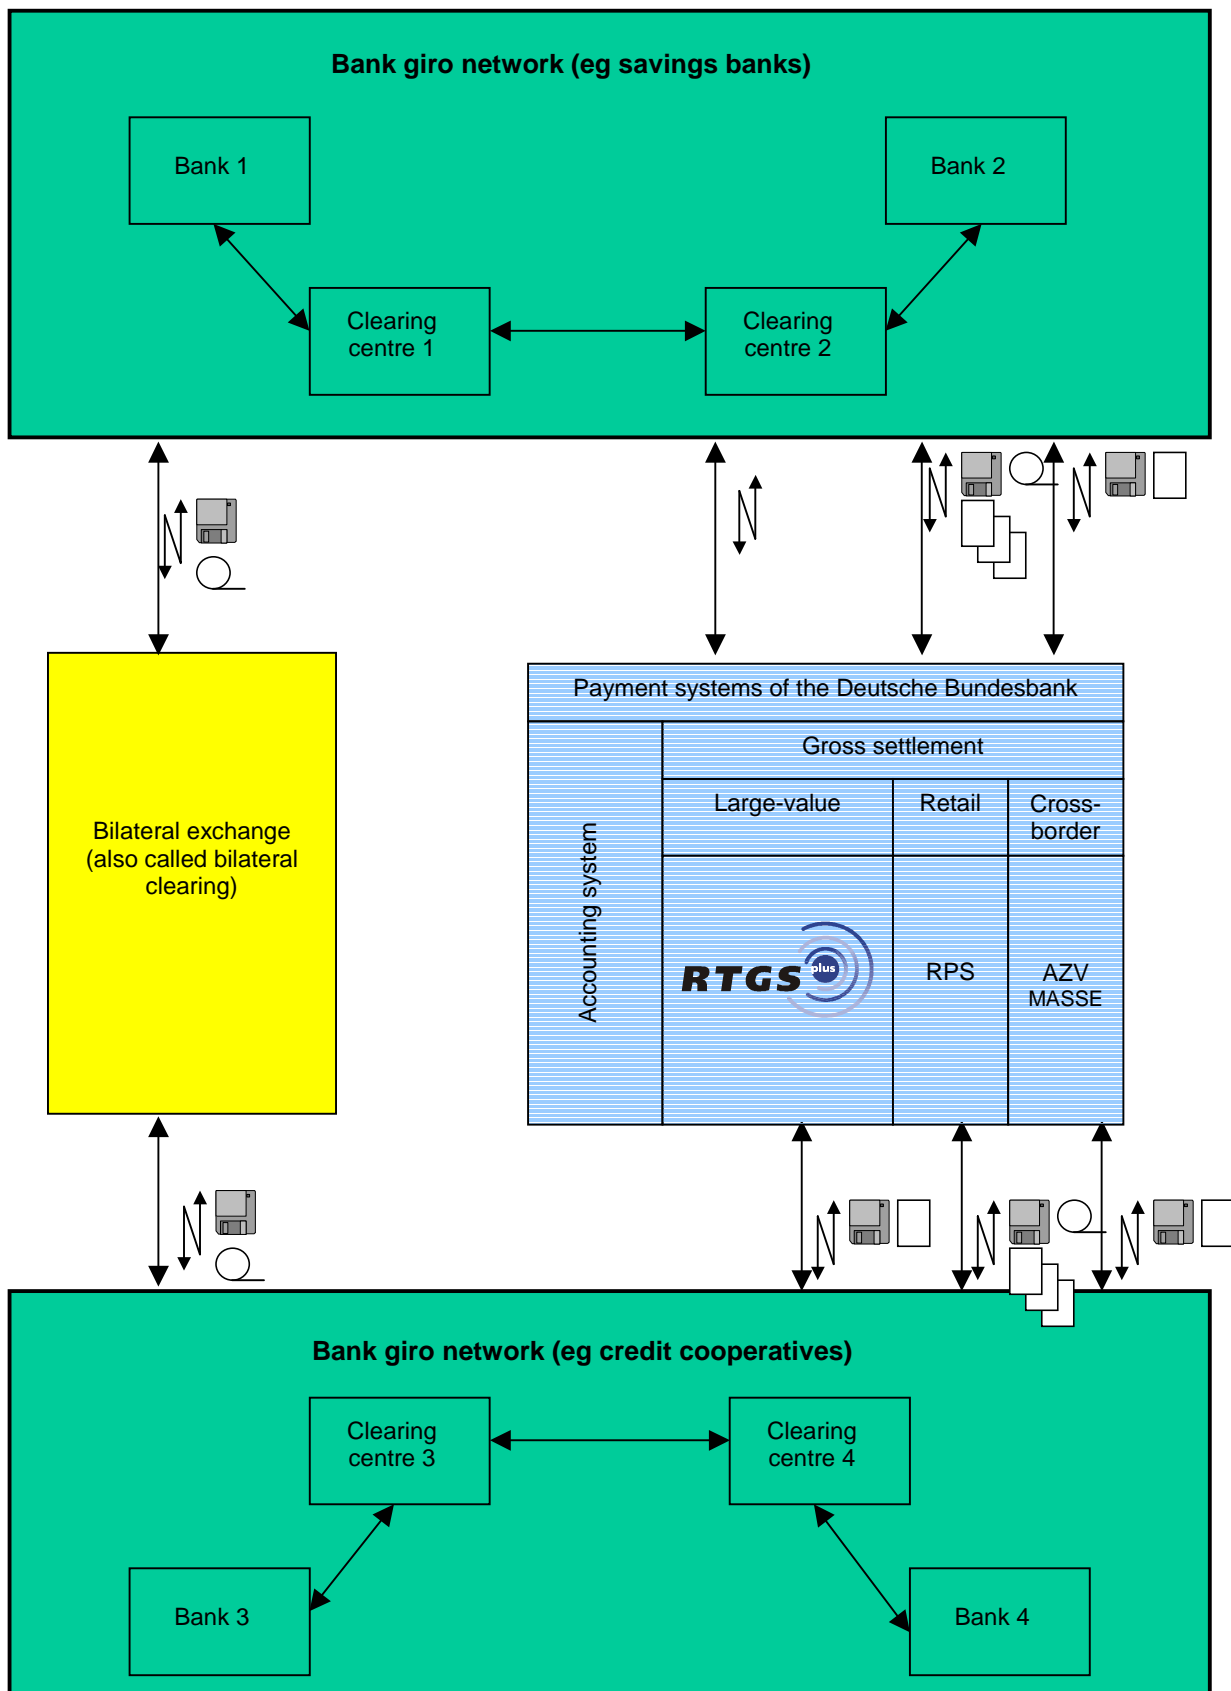 Bank giro network (eg savings banks)
Bank 1
Bank 2
Clearing
centre 1
Clearing
centre 2
Payment systems of the Deutsche Bundesbank
Gross settlement
Large-value
Retail
Cross-
border
Accounting system
Bilateral exchange
(also called bilateral
clearing)
RTGS plus
RPS
AZV
MASSE
Bank giro network (eg credit cooperatives)
Clearing
centre 3
Clearing
centre 4
Bank 3
Bank 4